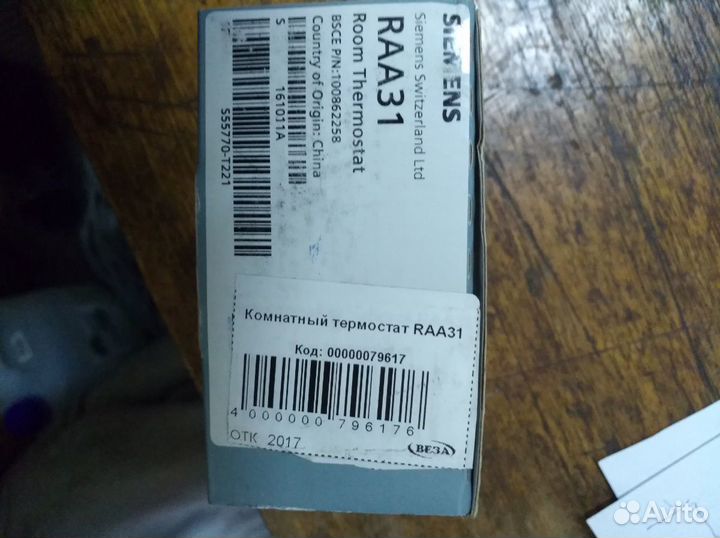 SIEMENS
Siemens Switzerland Ltd
RAA31
Room Thermostat
BSCE P/N:100862258
Country of Origin: China
S 161011A
S55770-T221
Комнатный термостат RAA31
Код: 00000079617
4 000000 796176
ОТК 2017
ВЕЗА
Avito